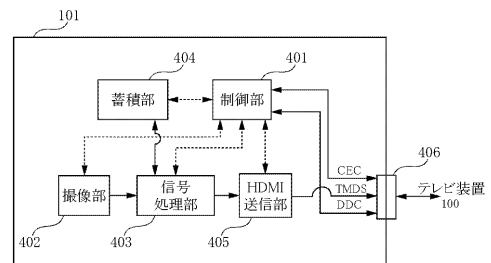 101
404
401
蓄積部
制御部
406
CEC
TMDS
DDC
テレビ装置
100
撮像部
信号
処理部
HDMI
送信部
402
403
405